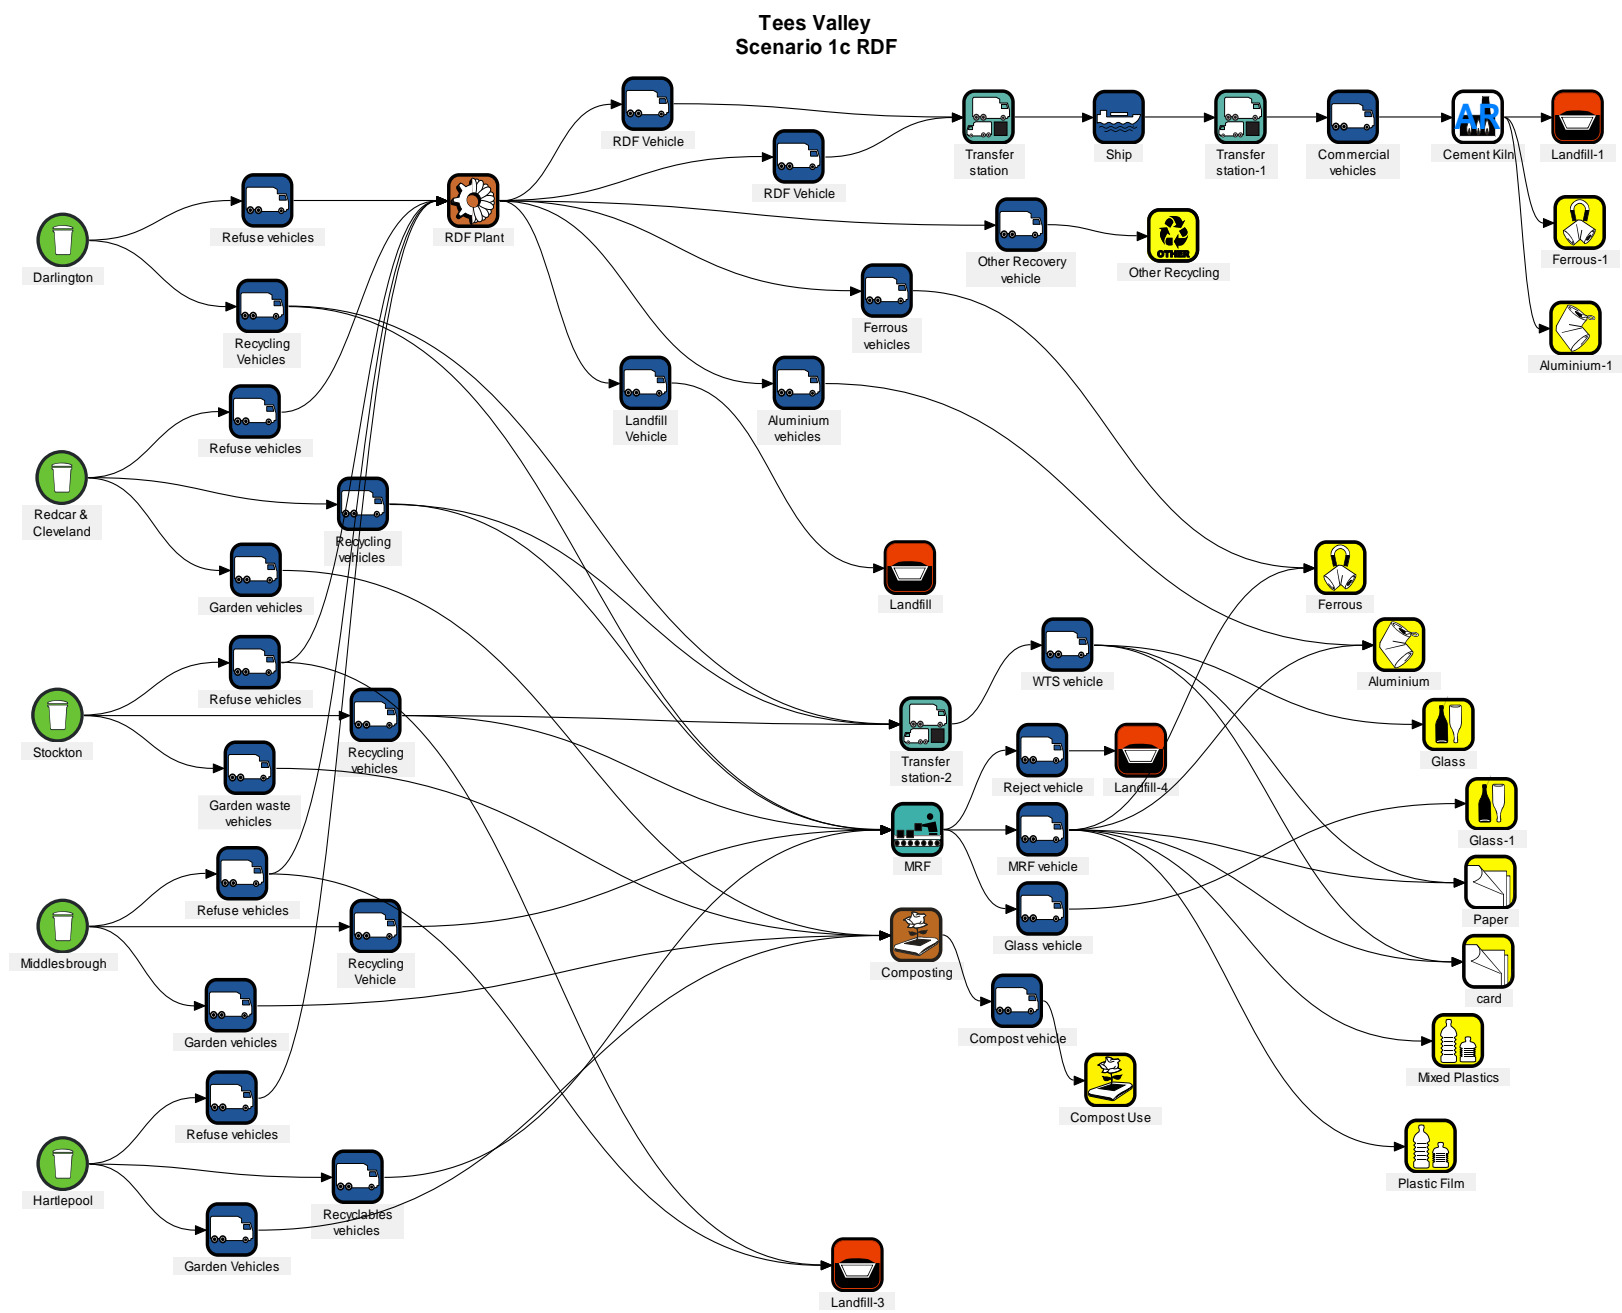 Tees Valley
Scenario 1c RDF
RDF Vehicle
Transfer
station
Ship
Transfer
station-1
Commercial
vehicles
AR
Cement Kiln
Landfill-1
RDF Vehicle
Refuse vehicles
RDF Plant
Other Recovery
vehicle
OTHER
Other Recycling
Ferrous-1
Darlington
Recycling
Vehicles
Ferrous
vehicles
Aluminium-1
Refuse vehicles
Landfill
Vehicle
Aluminium
vehicles
Redcar &
Cleveland
Recycling
vehicles
Garden vehicles
Landfill
Ferrous
Refuse vehicles
WTS vehicle
Aluminium
Stockton
Recycling
vehicles
Transfer
station-2
Glass
Garden waste
vehicles
Reject vehicle
Landfill-4
Glass-1
MRF
MRF vehicle
Refuse vehicles
Paper
Middlesbrough
Recycling
Vehicle
Composting
Glass vehicle
card
Garden vehicles
Compost vehicle
Mixed Plastics
Refuse vehicles
Compost Use
Hartlepool
Recyclables
vehicles
Plastic Film
Garden Vehicles
Landfill-3